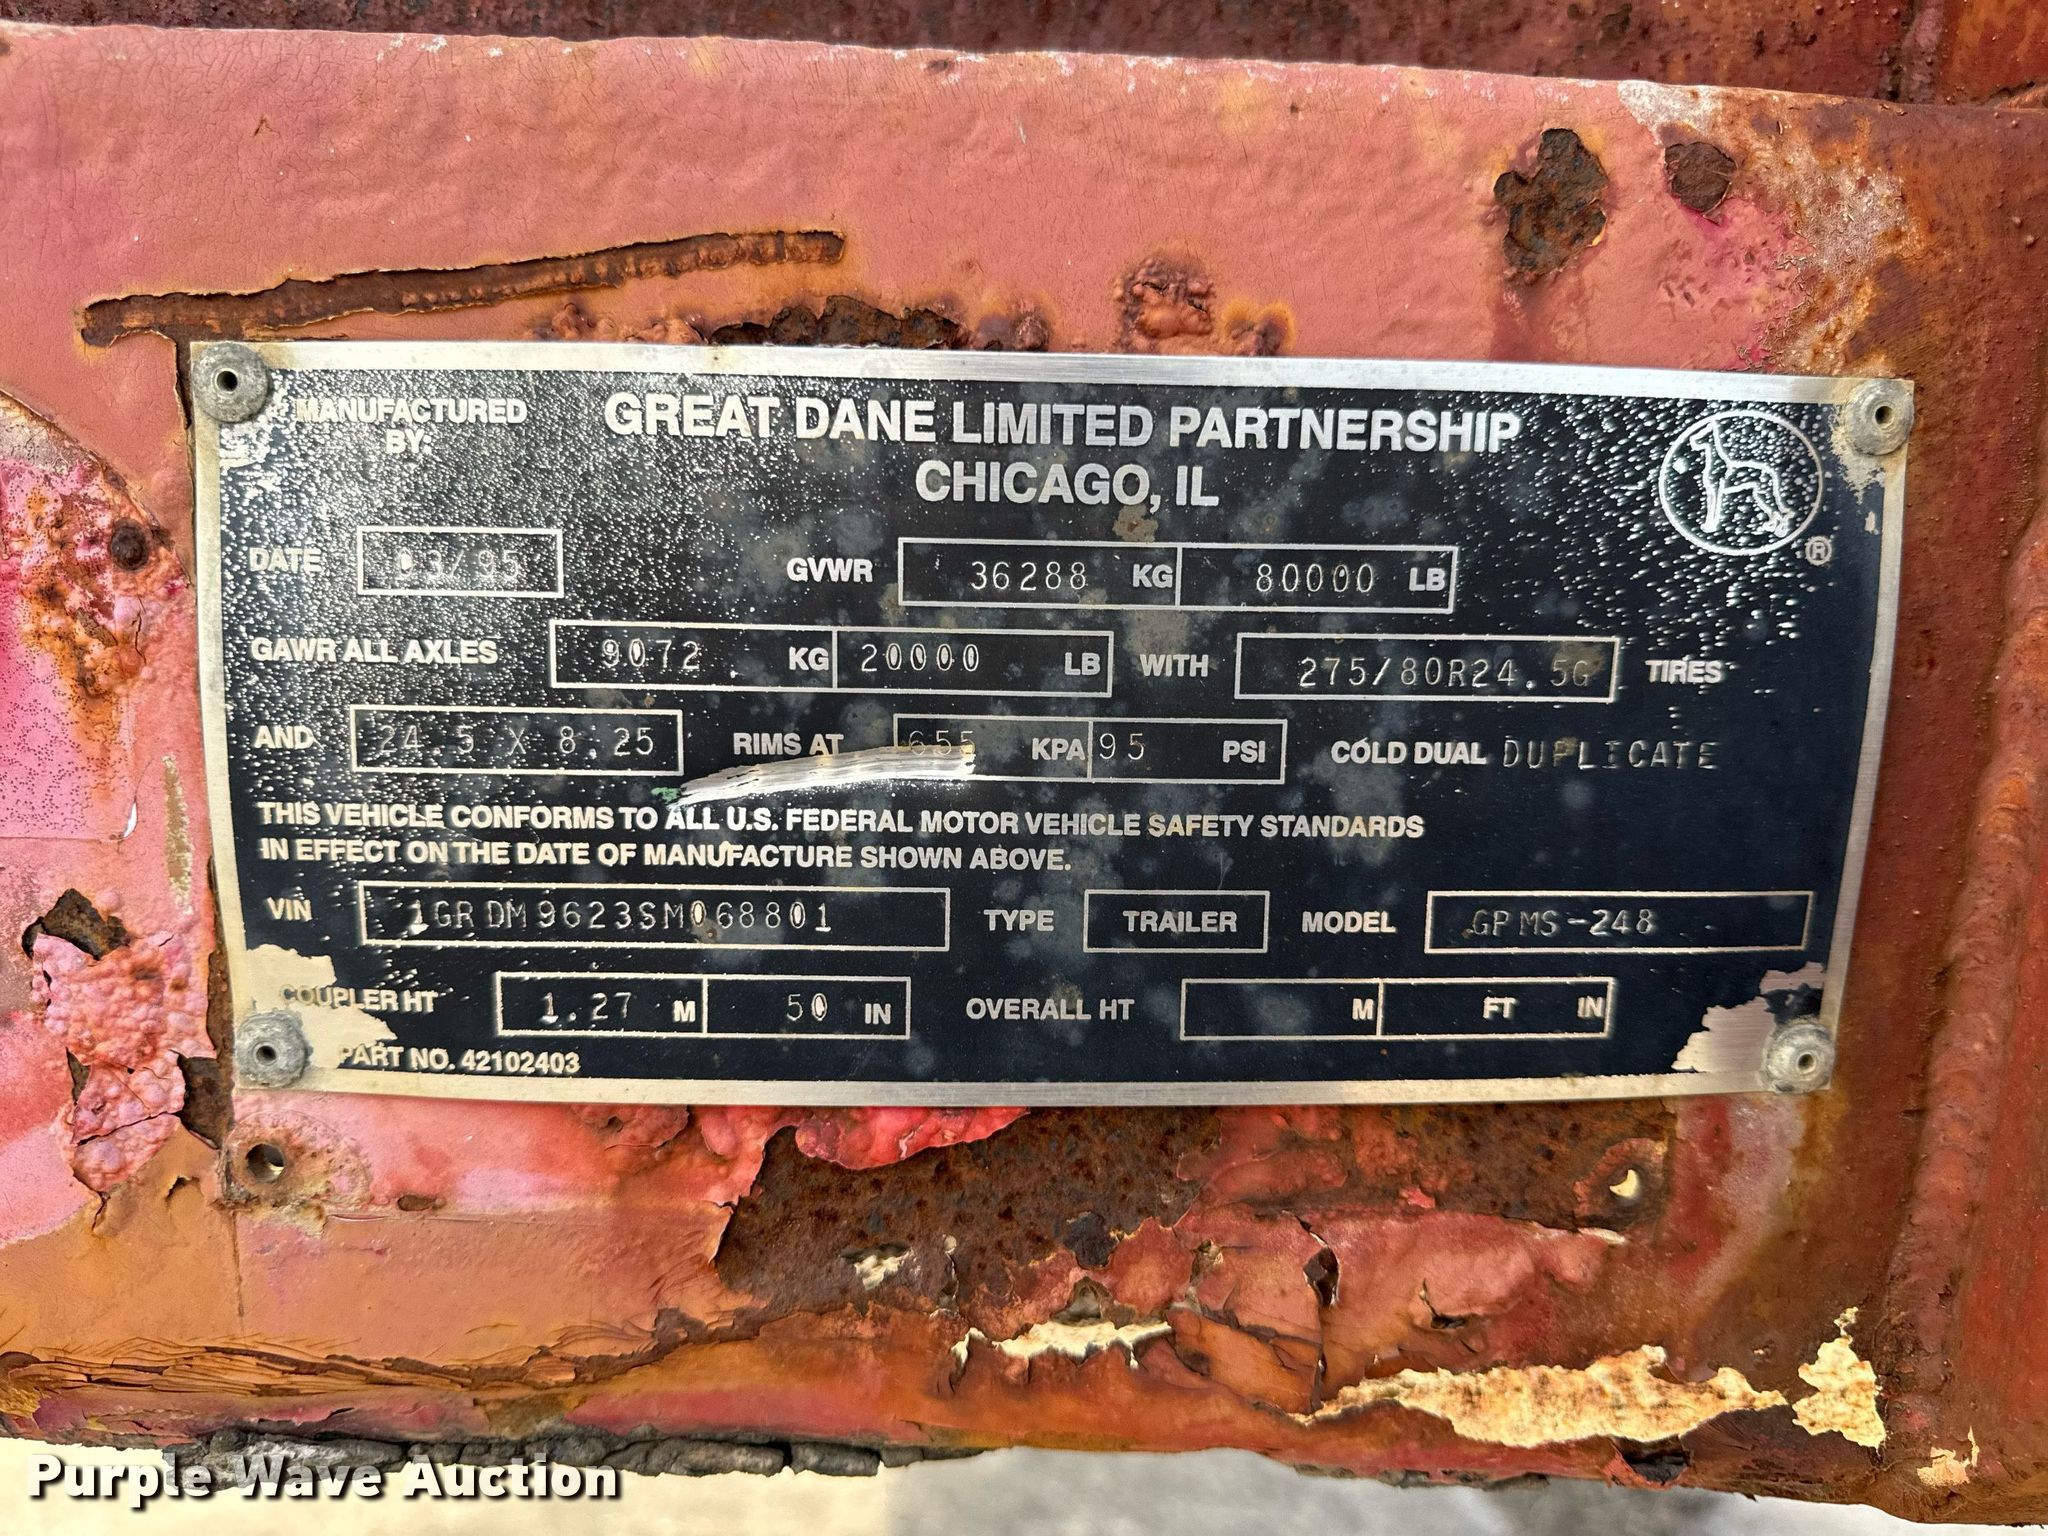 MANUFACTURED BY: GREAT DANE LIMITED PARTNERSHIP
CHICAGO, IL
®
DATE 03/95 GVWR 36288 KG 80000 LB
GAWR ALL AXLES 9072 KG 20000 LB WITH 275/80R24.5G TIRES
AND 24.5 X 8.25 RIMS AT 655 KPA 95 PSI COLD DUAL DUPLICATE
THIS VEHICLE CONFORMS TO ALL U.S. FEDERAL MOTOR VEHICLE SAFETY STANDARDS
IN EFFECT ON THE DATE OF MANUFACTURE SHOWN ABOVE.
VIN 1GRDM9623SM068801 TYPE TRAILER MODEL GPMS-248
COUPLER HT 1.27 M 50 IN OVERALL HT M FT IN
PART NO. 42102403
Purple Wave Auction